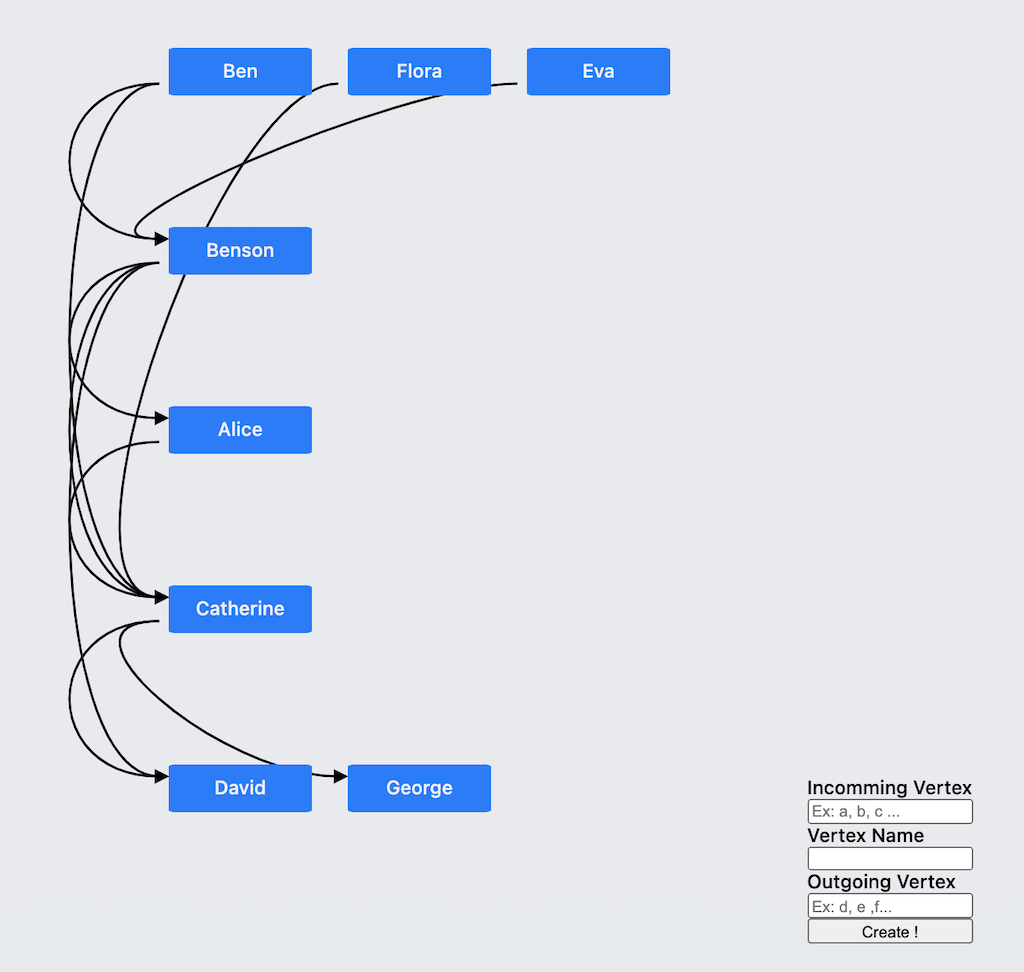 Ben
Flora
Eva
Benson
Alice
Catherine
David
George
Incomming Vertex
Ex: a, b, c ...
Vertex Name
Outgoing Vertex
Ex: d, e ,f...
Create !